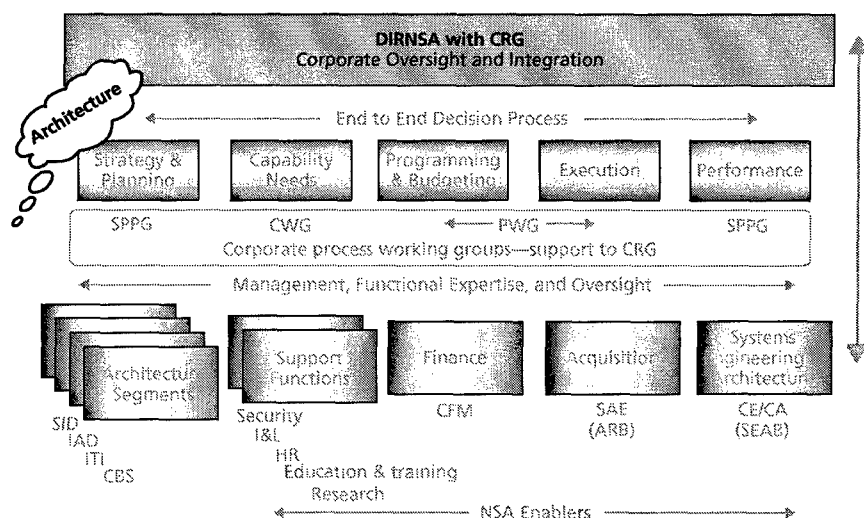 DIRNSA with CRG
Corporate Oversight and Integration
Architecture
End to End Decision Process
Strategy &
Planning
Capability
Needs
Programming
& Budgeting
Execution
Performance
SPPG
CWG
PWG
SPPG
Corporate process working groups—support to CRG
Management, Functional Expertise, and Oversight
Architecture
Segments
Support
Functions
Finance
Acquisition
Systems
Engineering
Architecture
SID
IAD
ITI
CBS
Security
I&L
HR
Education & training
Research
CFM
SAE
(ARB)
CE/CA
(SEAB)
NSA Enablers